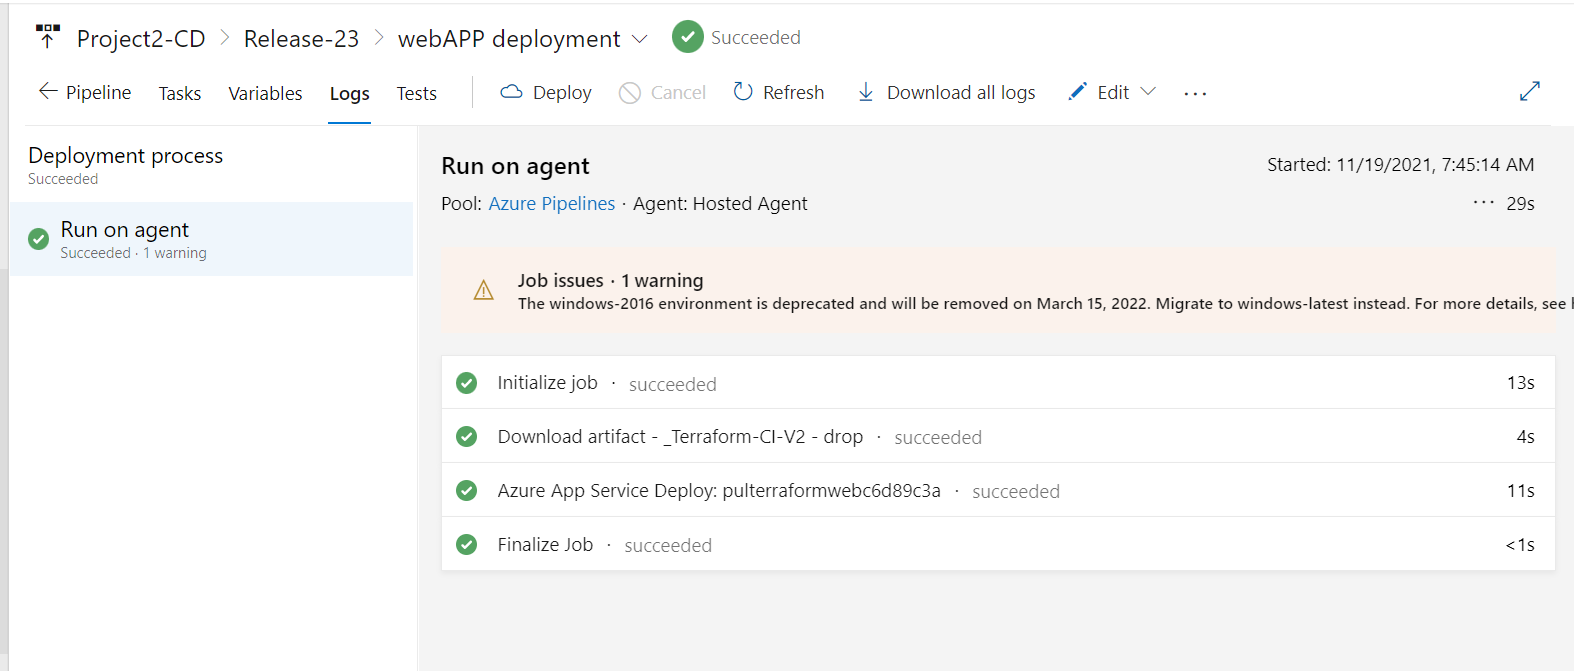 Project2-CD > Release-23 > webAPP deployment Succeeded
Pipeline Tasks Variables Logs Tests Deploy Cancel Refresh Download all logs Edit ...
Deployment process
Succeeded
Run on agent
Succeeded · 1 warning
Run on agent Started: 11/19/2021, 7:45:14 AM
Pool: Azure Pipelines · Agent: Hosted Agent ... 29s
Job issues · 1 warning
The windows-2016 environment is deprecated and will be removed on March 15, 2022. Migrate to windows-latest instead. For more details, see
Initialize job · succeeded 13s
Download artifact - _Terraform-CI-V2 - drop · succeeded 4s
Azure App Service Deploy: pulterraformwebc6d89c3a · succeeded 11s
Finalize Job · succeeded <1s